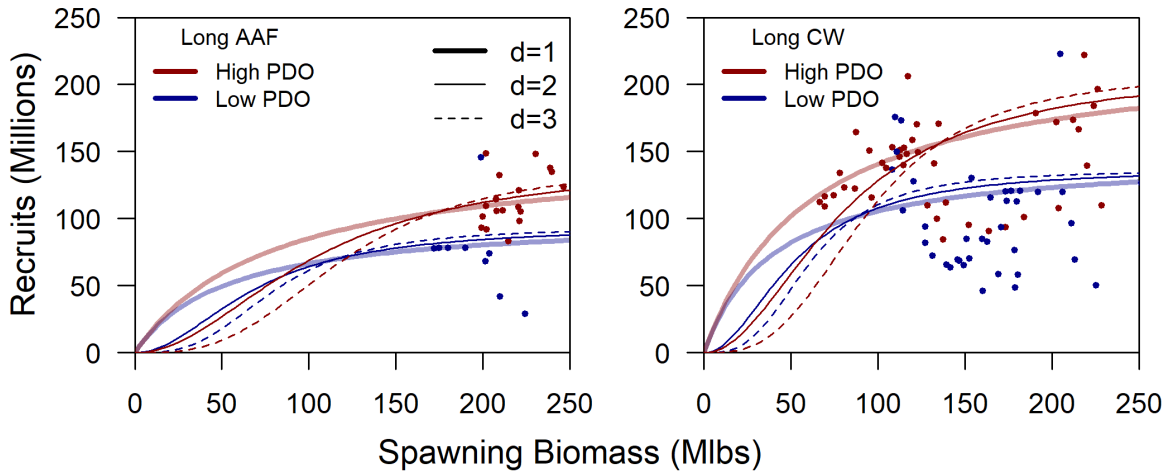 Long AAF
High PDO
Low PDO
d=1
d=2
d=3
Long CW
High PDO
Low PDO
Recruits (Millions)
250
200
150
100
50
0
250
200
150
100
50
0
0 50 100 150 200 250
0 50 100 150 200 250
Spawning Biomass (Mlbs)